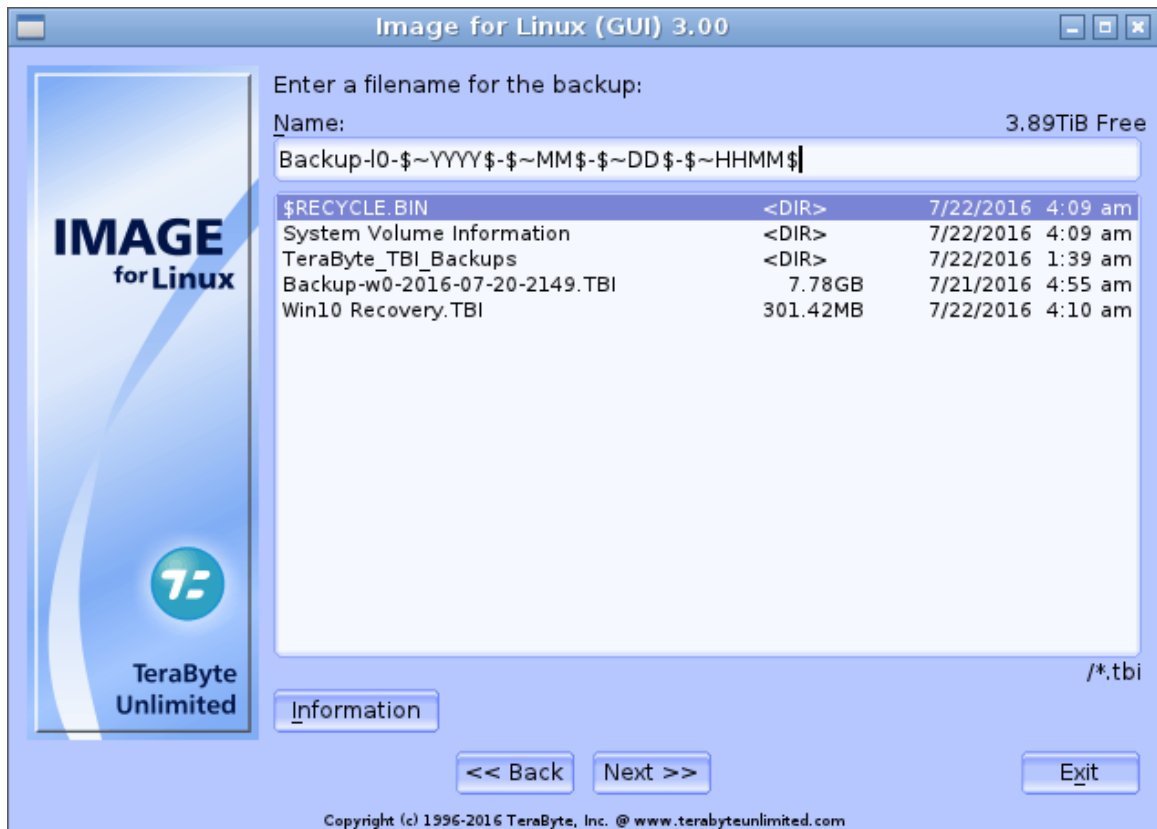 Image for Linux (GUI) 3.00
IMAGE
for Linux
TeraByte
Unlimited
Enter a filename for the backup:
Name: 3.89TiB Free
Backup-l0-$~YYYY$-$~MM$-$~DD$-$~HHMM$
$RECYCLE.BIN <DIR> 7/22/2016 4:09 am
System Volume Information <DIR> 7/22/2016 4:09 am
TeraByte_TBI_Backups <DIR> 7/22/2016 1:39 am
Backup-w0-2016-07-20-2149.TBI 7.78GB 7/21/2016 4:55 am
Win10 Recovery.TBI 301.42MB 7/22/2016 4:10 am
/*.tbi
Information
<< Back Next >> Exit
Copyright (c) 1996-2016 TeraByte, Inc. @ www.terabyteunlimited.com